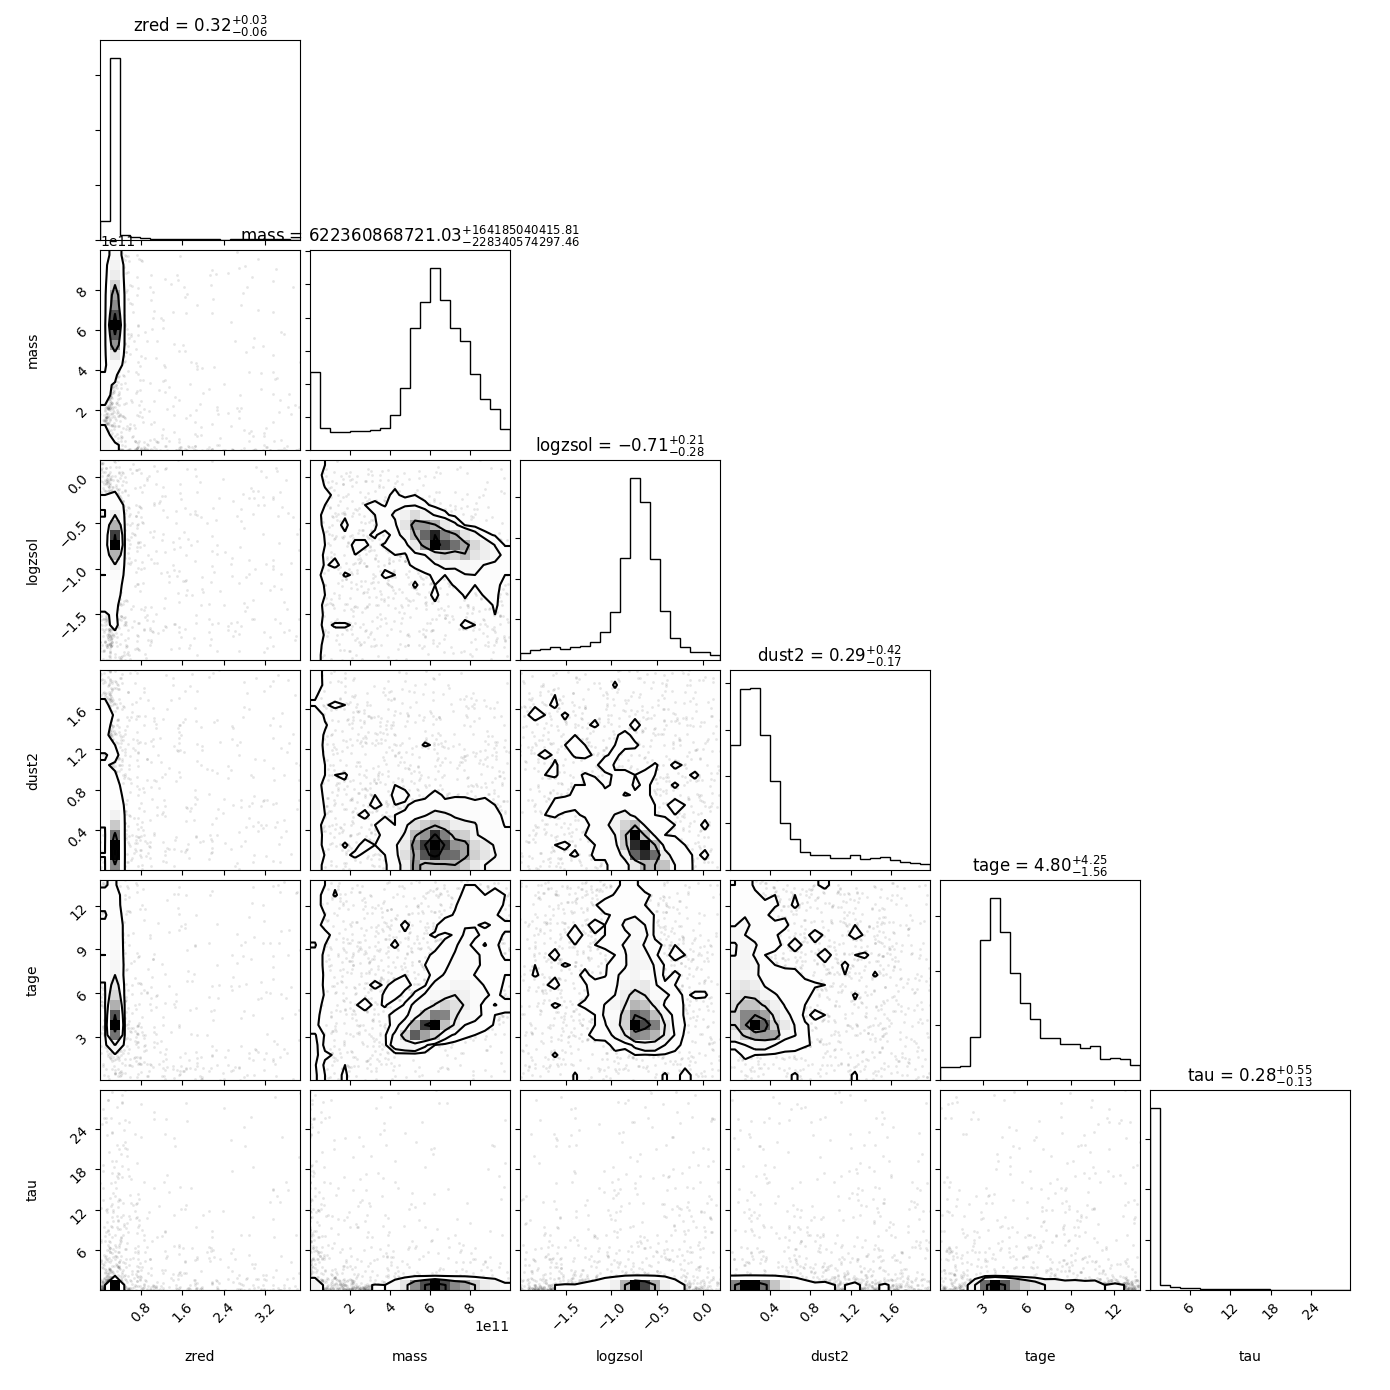 zred = 0.32+0.03−0.06
1e11
mass = 622360868721.03+164185040415.81−228340574297.46
mass
8
6
4
2
logzsol = −0.71+0.21−0.28
logzsol
0.0
−0.5
−1.0
−1.5
dust2 = 0.29+0.42−0.17
dust2
1.6
1.2
0.8
0.4
tage = 4.80+4.25−1.56
tage
12
9
6
3
tau = 0.28+0.55−0.13
tau
24
18
12
6
0.8 1.6 2.4 3.2 2 4 6 8 −1.5 −1.0 −0.5 0.0 0.4 0.8 1.2 1.6 3 6 9 12 6 12 18 24
1e11
zred mass logzsol dust2 tage tau